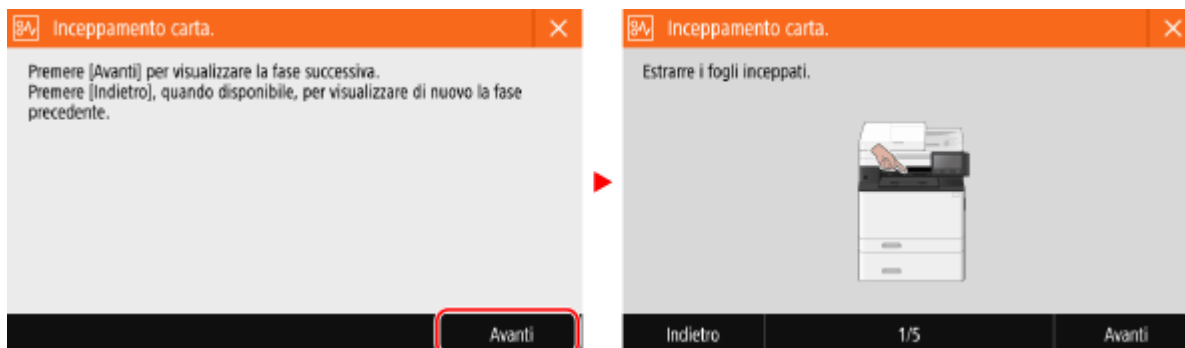 Inceppamento carta.
Premere [Avanti] per visualizzare la fase successiva.
Premere [Indietro], quando disponibile, per visualizzare di nuovo la fase
precedente.
Avanti
Inceppamento carta.
Estrarre i fogli inceppati.
Indietro
1/5
Avanti